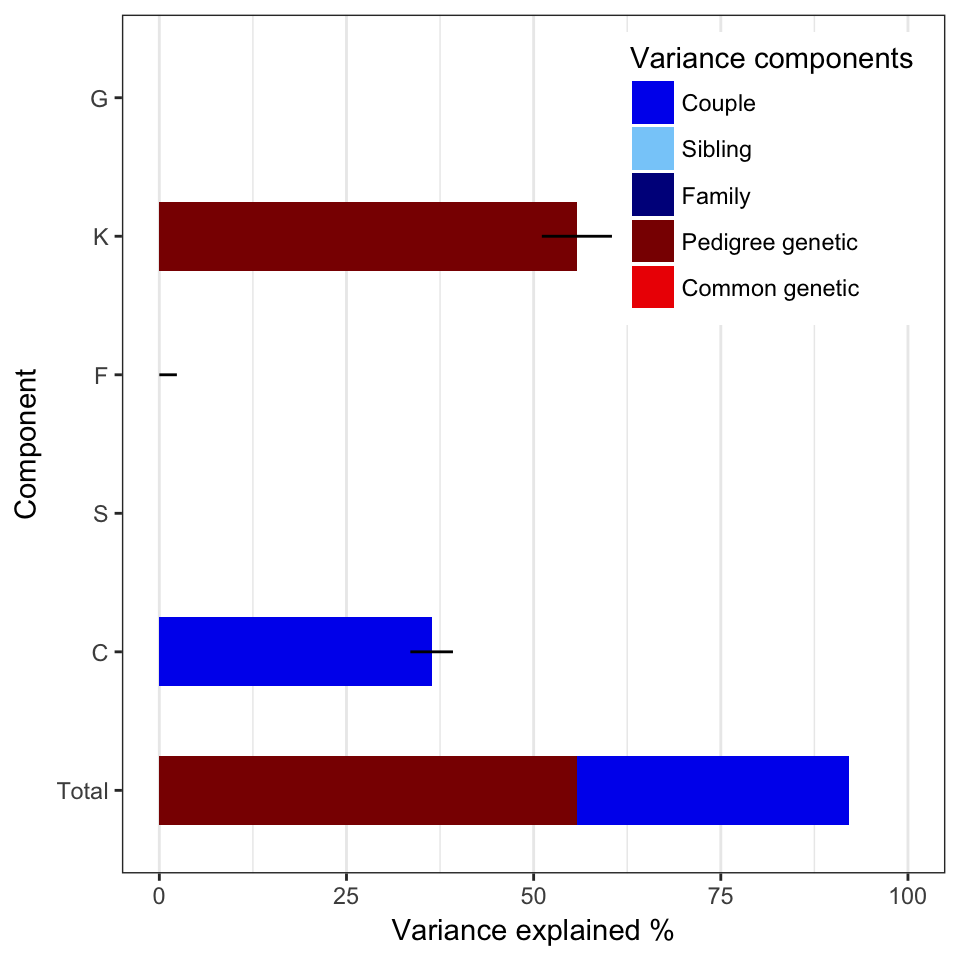 Variance components
Couple
Sibling
Family
Pedigree genetic
Common genetic
G
K
F
S
C
Total
Component
0 25 50 75 100
Variance explained %